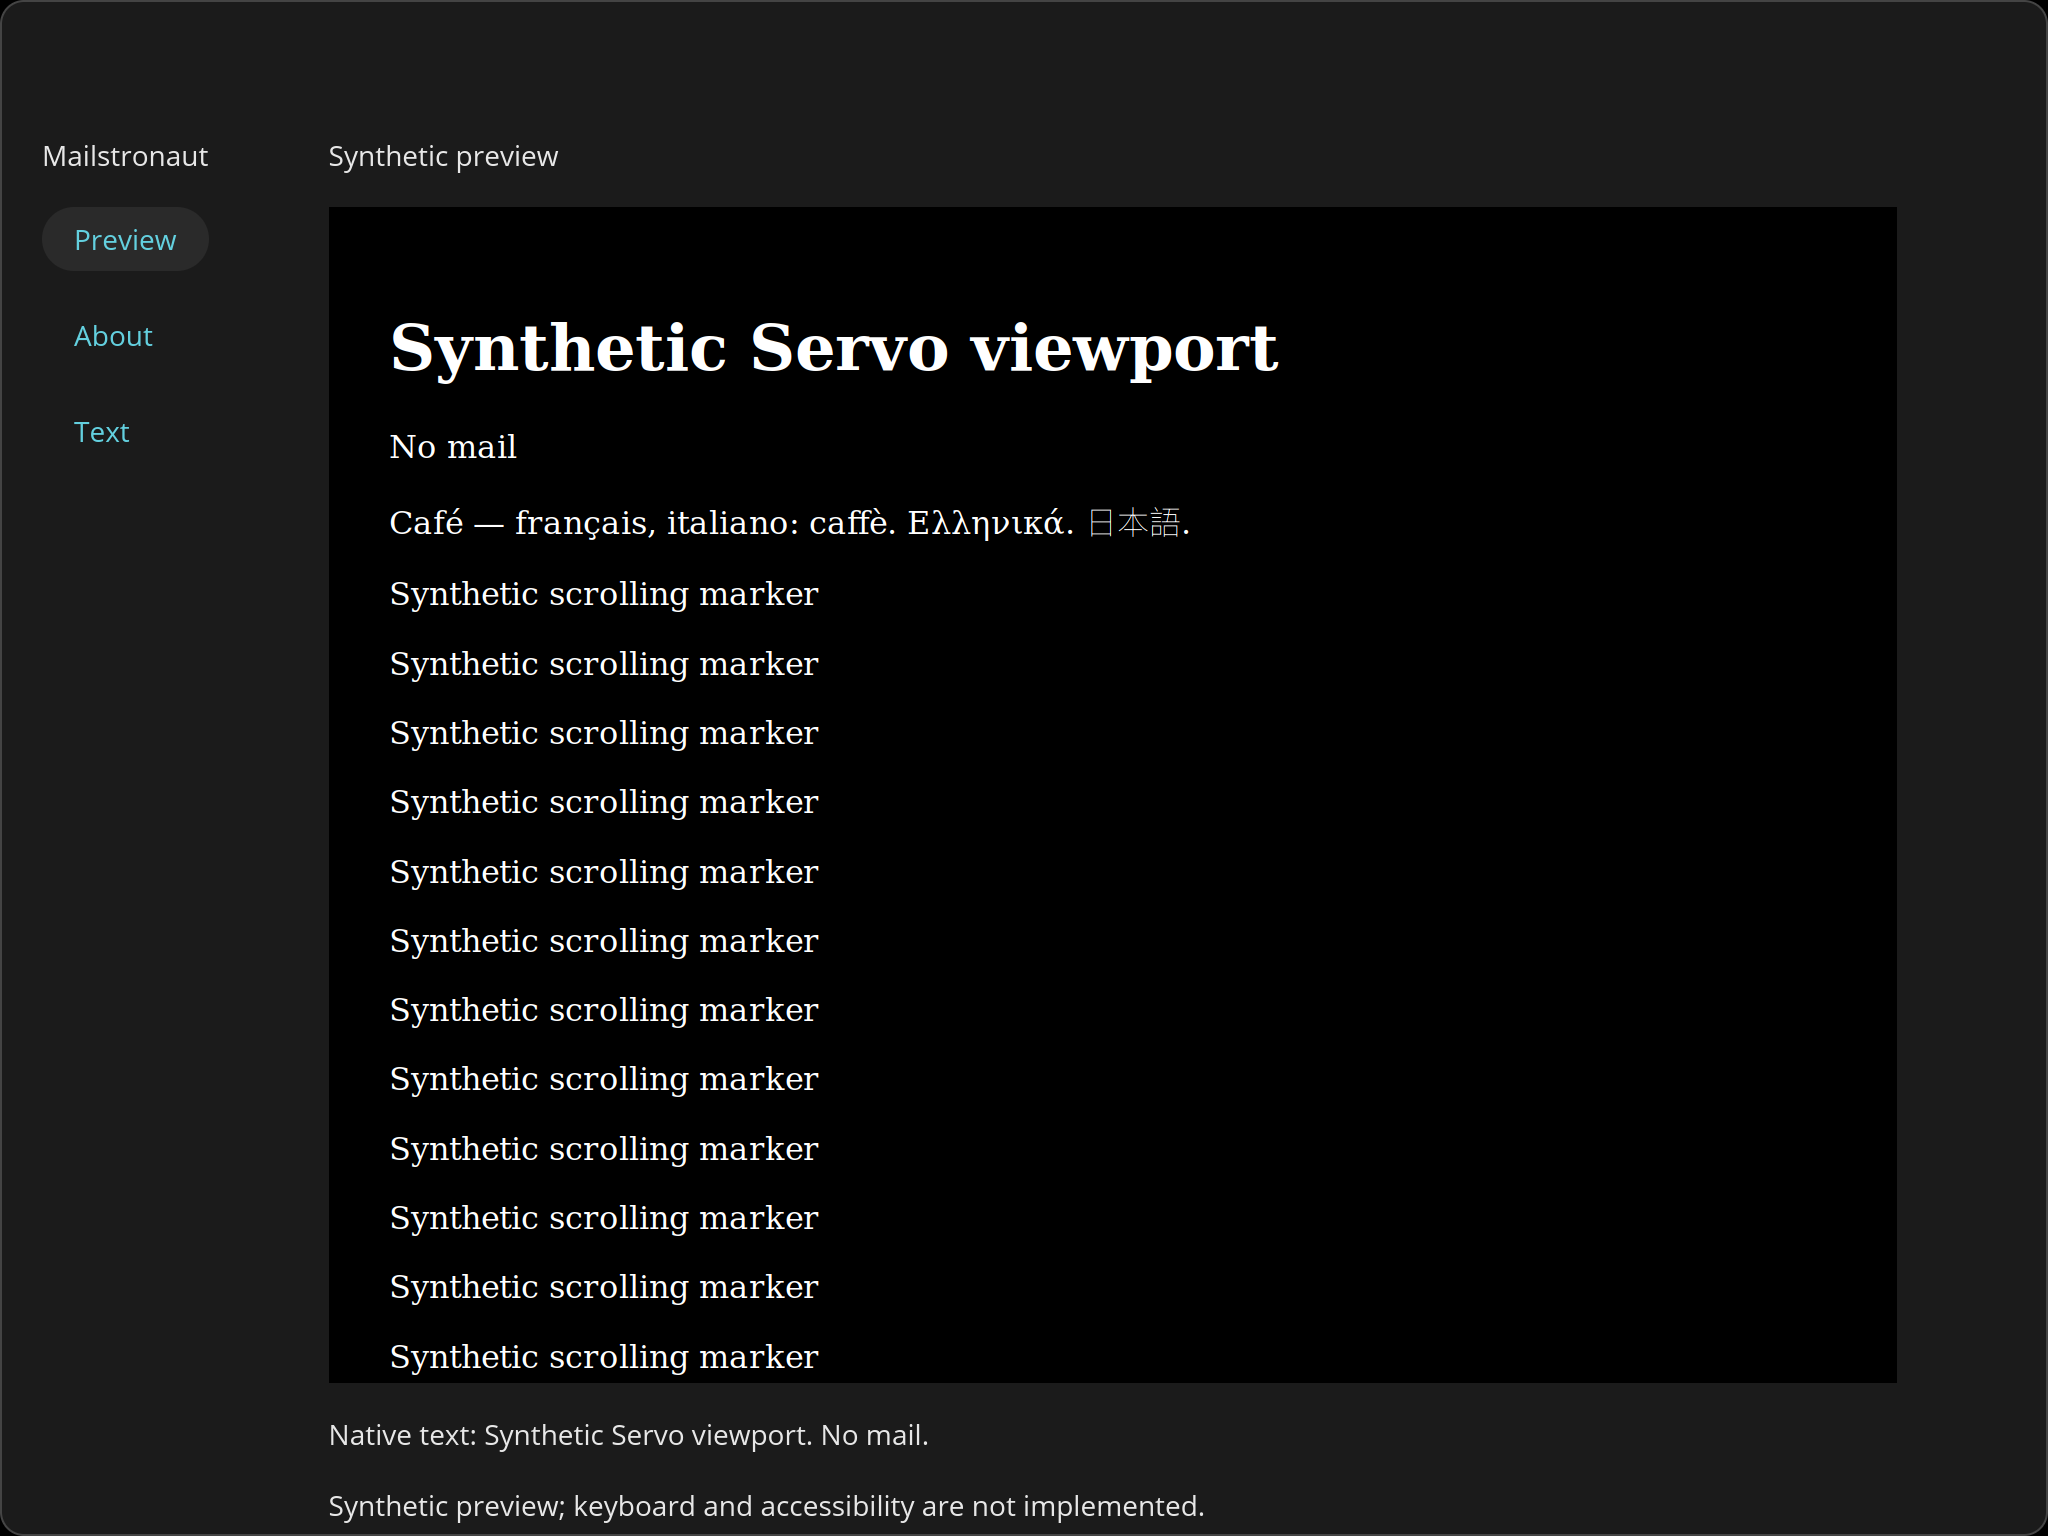 Mailstronaut
Preview
About
Text
Synthetic preview
Synthetic Servo viewport
No mail
Café — français, italiano: caffè. Ελληνικά. 日本語.
Synthetic scrolling marker
Synthetic scrolling marker
Synthetic scrolling marker
Synthetic scrolling marker
Synthetic scrolling marker
Synthetic scrolling marker
Synthetic scrolling marker
Synthetic scrolling marker
Synthetic scrolling marker
Synthetic scrolling marker
Synthetic scrolling marker
Synthetic scrolling marker
Native text: Synthetic Servo viewport. No mail.
Synthetic preview; keyboard and accessibility are not implemented.